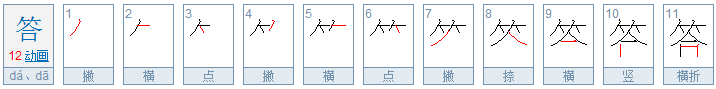 答
12 动画
dá、dā
1 2 3 4 5 6 7 8 9 10 11
撇 横 点 撇 横 点 撇 捺 横 竖 横折